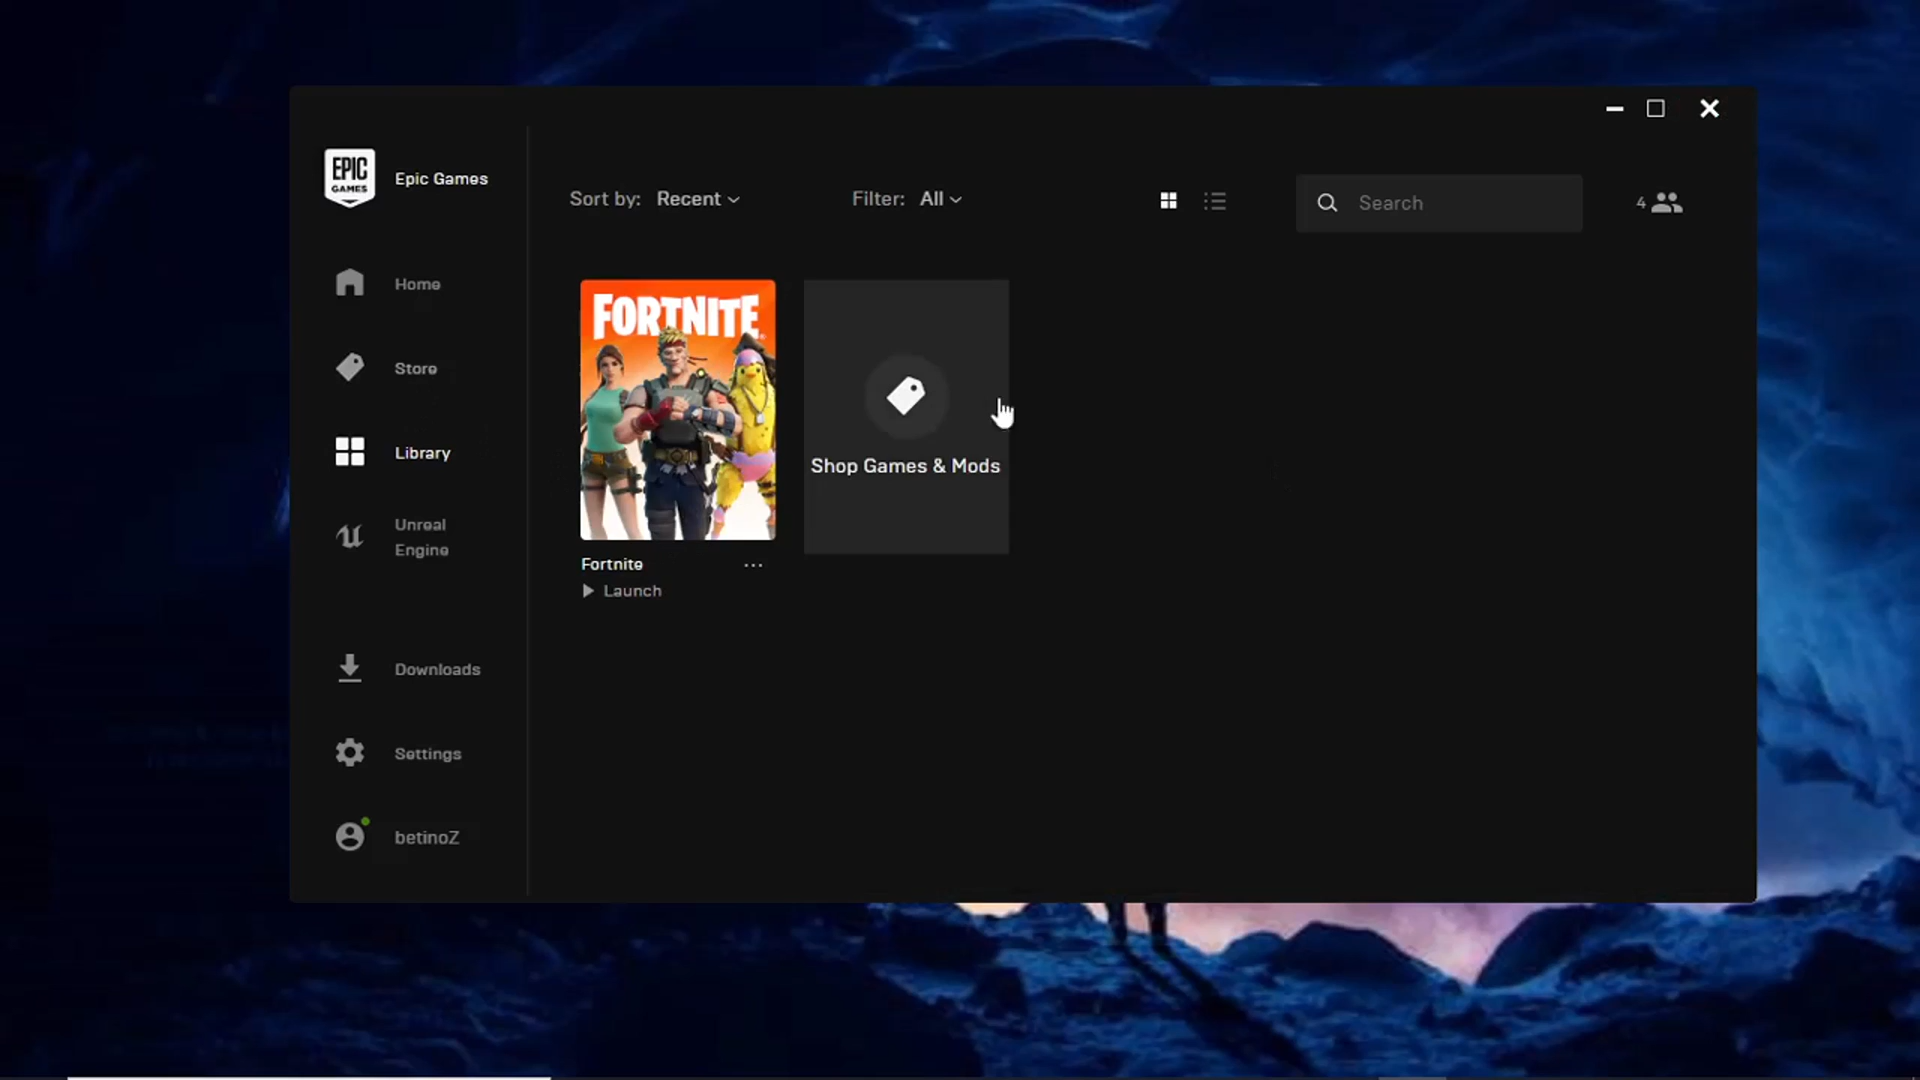 EPIC
GAMES
Epic Games
Sort by: Recent
Filter: All
Search
4
Home
Store
Library
Unreal
Engine
Downloads
Settings
betinoZ
FORTNITE
Shop Games & Mods
Fortnite
...
Launch